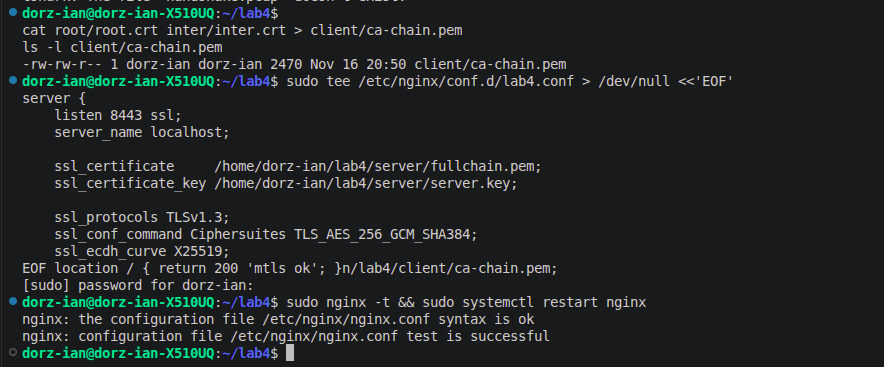 dorz-ian@dorz-ian-X510UQ:~/lab4$
cat root/root.crt inter/inter.crt > client/ca-chain.pem
ls -l client/ca-chain.pem
-rw-rw-r-- 1 dorz-ian dorz-ian 2470 Nov 16 20:50 client/ca-chain.pem
dorz-ian@dorz-ian-X510UQ:~/lab4$ sudo tee /etc/nginx/conf.d/lab4.conf > /dev/null <<'EOF'
server {
    listen 8443 ssl;
    server_name localhost;

    ssl_certificate     /home/dorz-ian/lab4/server/fullchain.pem;
    ssl_certificate_key /home/dorz-ian/lab4/server/server.key;

    ssl_protocols TLSv1.3;
    ssl_conf_command Ciphersuites TLS_AES_256_GCM_SHA384;
    ssl_ecdh_curve X25519;
EOF location / { return 200 'mtls ok'; }n/lab4/client/ca-chain.pem;
[sudo] password for dorz-ian:
dorz-ian@dorz-ian-X510UQ:~/lab4$ sudo nginx -t && sudo systemctl restart nginx
nginx: the configuration file /etc/nginx/nginx.conf syntax is ok
nginx: configuration file /etc/nginx/nginx.conf test is successful
dorz-ian@dorz-ian-X510UQ:~/lab4$